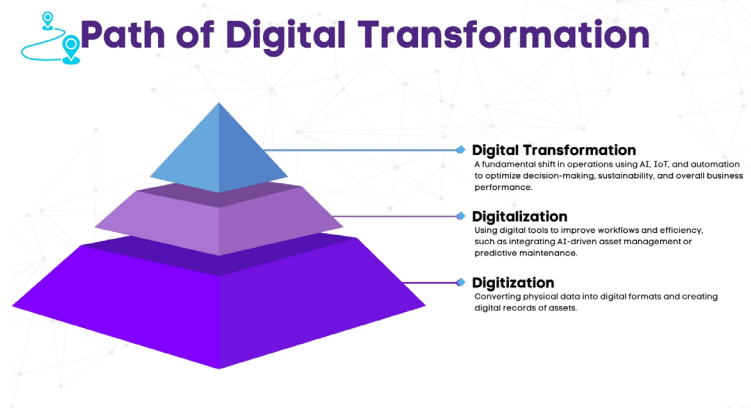 Path of Digital Transformation
Digital Transformation
A fundamental shift in operations using AI, IoT, and automation
to optimize decision-making, sustainability, and overall business
performance.
Digitalization
Using digital tools to improve workflows and efficiency,
such as integrating AI-driven asset management or
predictive maintenance.
Digitization
Converting physical data into digital formats and creating
digital records of assets.